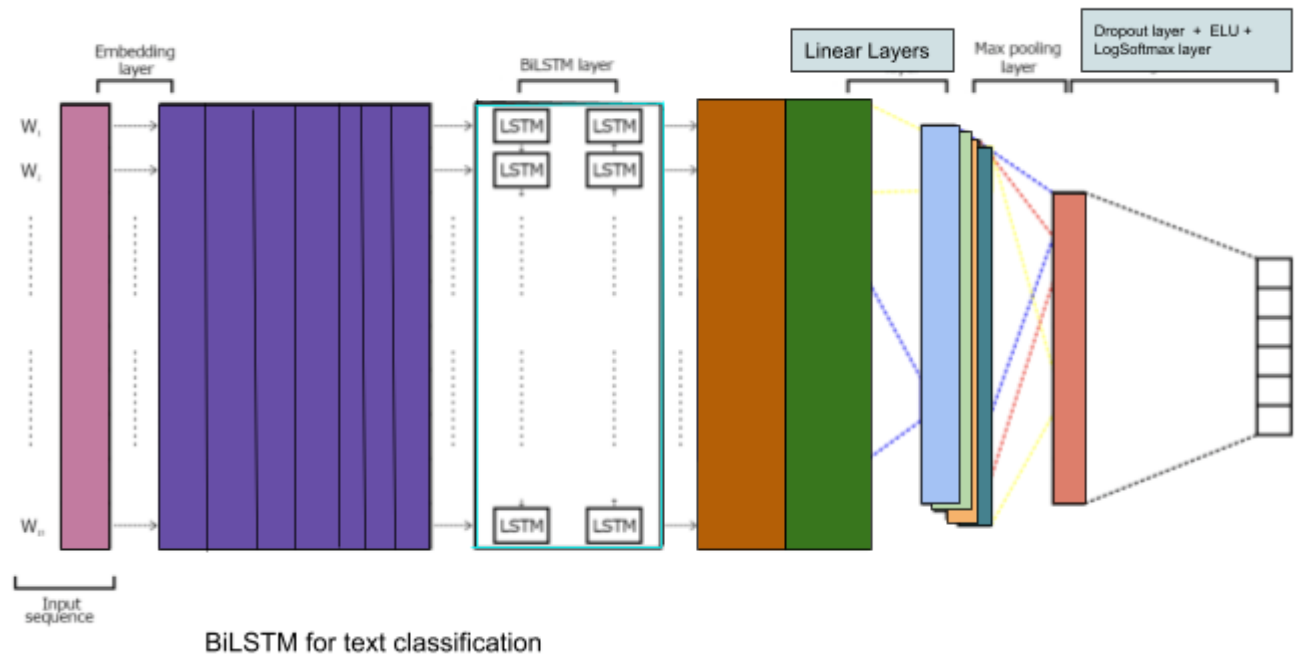 Embedding
layer
BiLSTM layer
Linear Layers
Max pooling
layer
Dropout layer + ELU +
LogSoftmax layer
W
LSTM LSTM
W
LSTM LSTM
W
LSTM LSTM
Input
sequence
BiLSTM for text classification